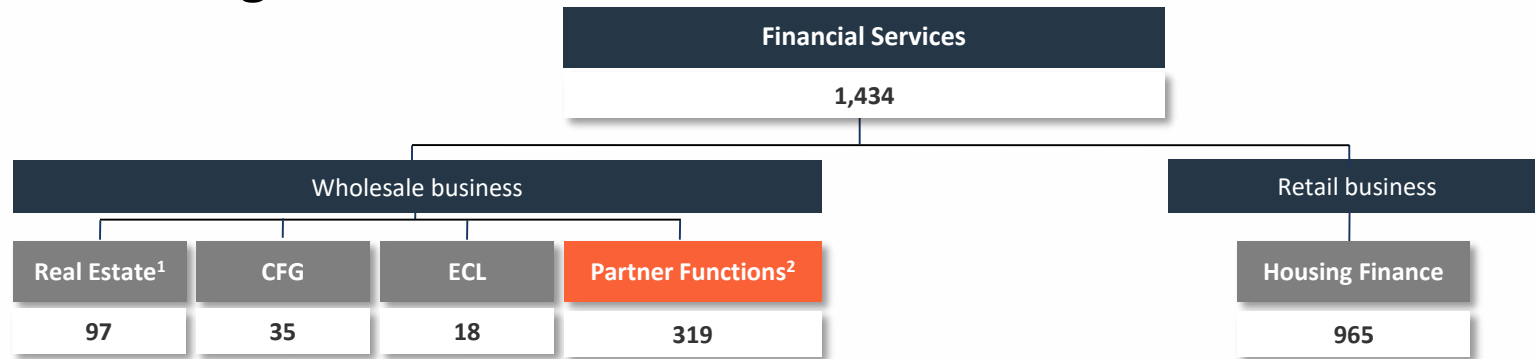 Financial Services
1,434
Wholesale business
Retail business
Real Estate1
CFG
ECL
Partner Functions2
Housing Finance
97
35
18
319
965